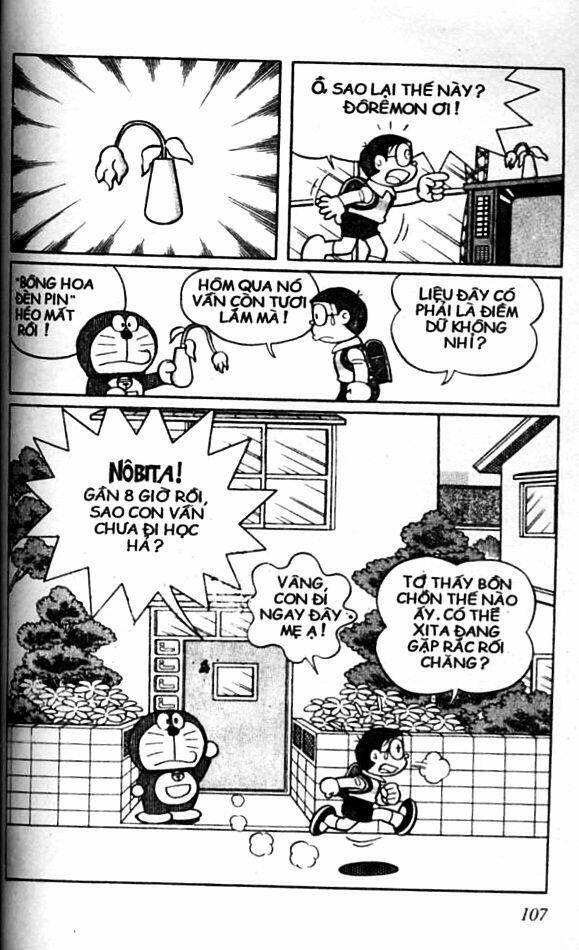 Ồ, SAO LẠI THẾ NÀY?
ĐÔRÊMON ƠI!
"BÔNG HOA
ĐÈN PIN"
HÉO MẤT
RỒI!
HÔM QUA NÓ
VẪN CÒN TƯƠI
LẮM MÀ!
LIỆU ĐÂY CÓ
PHẢI LÀ ĐIỀM
DỮ KHÔNG
NHỈ?
NÔBITA!
GẦN 8 GIỜ RỒI,
SAO CON VẪN
CHƯA ĐI HỌC
HẢ?
VÂNG,
CON ĐI
NGAY ĐÂY
MẸ Ạ!
TỚ THẤY BỒN
CHỒN THẾ NÀO
ẤY. CÓ THỂ
XITA ĐANG
GẶP RẮC RỐI
CHĂNG?
107